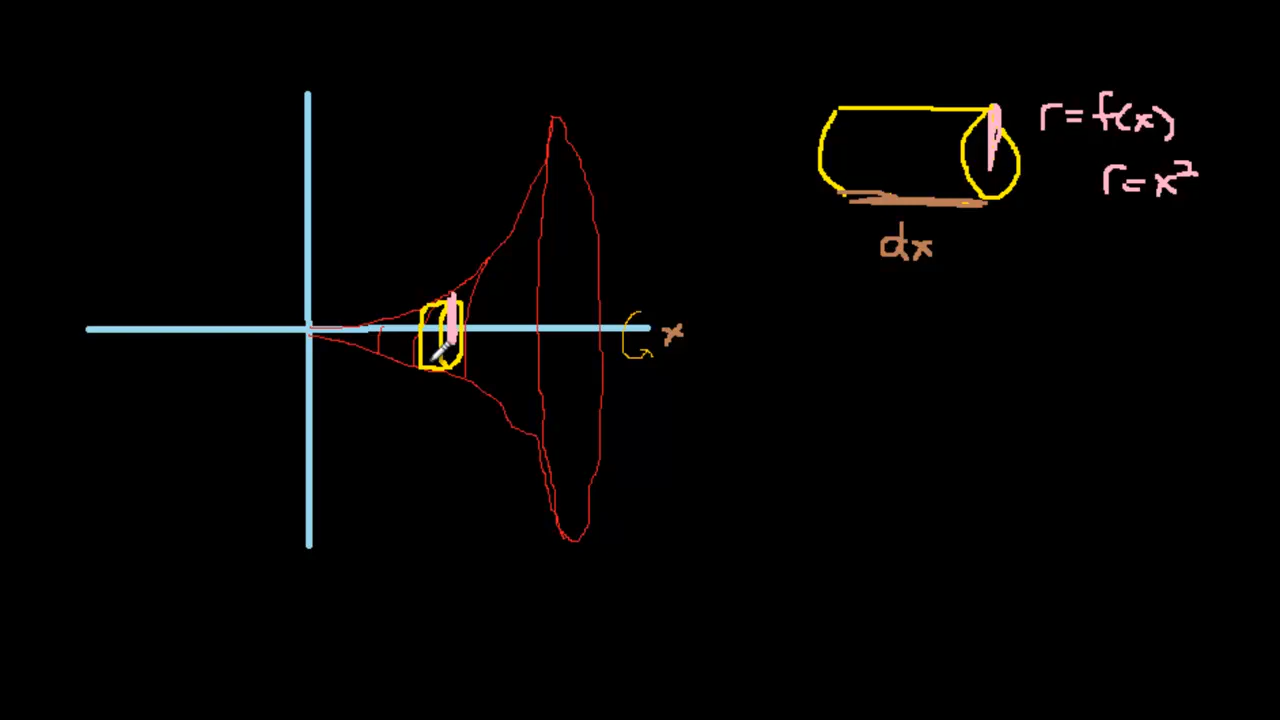 r = f(x)
r = x²
dx
x